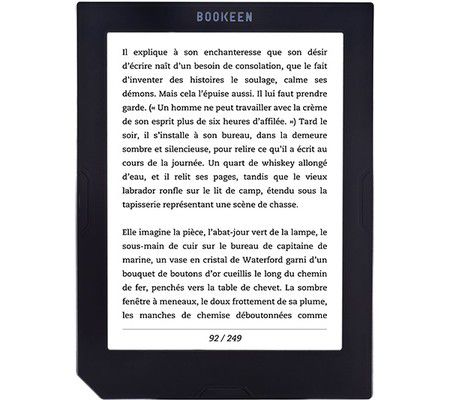 BOOKEEN
Il explique à son enchanteresse que son désir
d'écrire naît d'un besoin de consolation, que le fait
d'inventer des histoires le soulage, calme ses
démons. Mais cela l'épuise aussi. Il lui faut prendre
garde. (« Un homme ne peut travailler avec la crème
de son esprit plus de six heures d'affilée. ») Tard le
soir, il s'installe à son bureau, dans la demeure
sombre et silencieuse, pour relire ce qu'il a écrit au
cours de la journée. Un quart de whiskey allongé
d'eau, et il relit ses pages, tandis que le vieux
labrador ronfle sur le lit de camp, étendu sous la
tapisserie représentant une scène de chasse.
Elle imagine la pièce, l'abat-jour vert de la lampe, le
sous-main de cuir sur le bureau de capitaine de
marine, un vase en cristal de Waterford garni d'un
bouquet de boutons d'or cueillis le long du chemin
de fer, penchés vers la table de chevet. La sombre
fenêtre à meneaux, le doux frottement de sa plume,
les manches de chemise déboutonnées comme
92 / 249